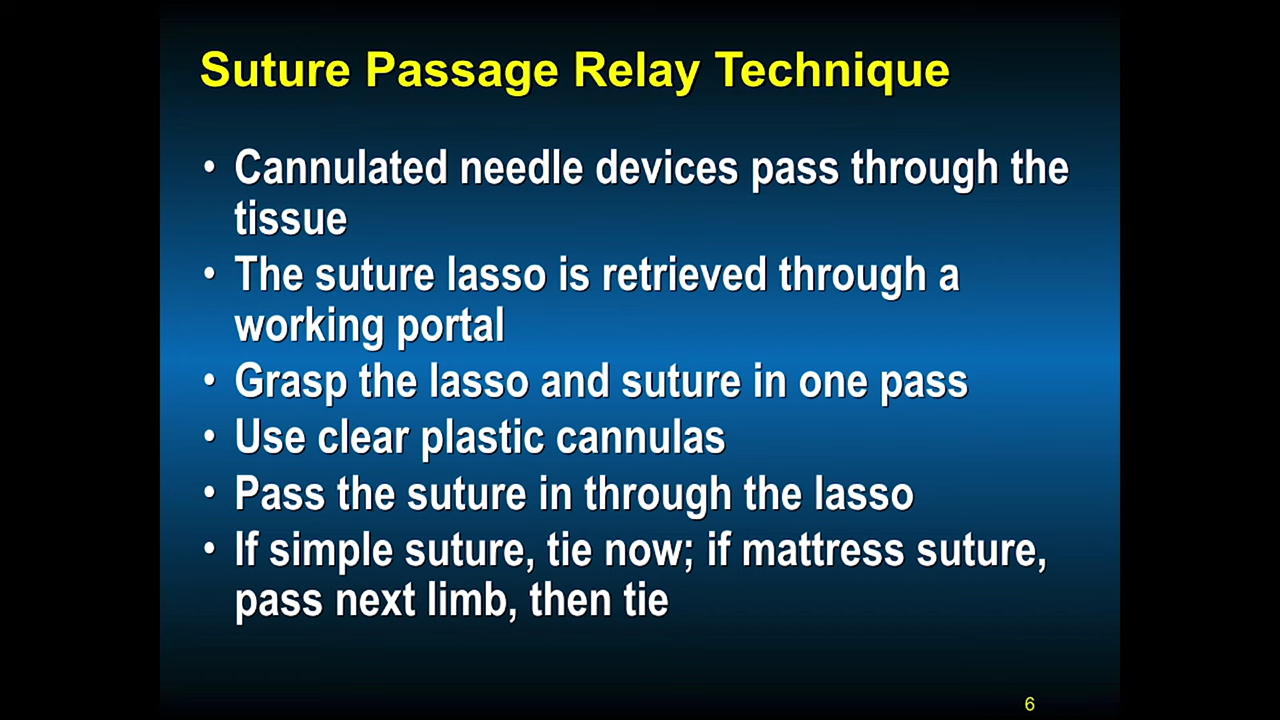 Suture Passage Relay Technique
• Cannulated needle devices pass through the
tissue
• The suture lasso is retrieved through a
working portal
• Grasp the lasso and suture in one pass
• Use clear plastic cannulas
• Pass the suture in through the lasso
• If simple suture, tie now; if mattress suture,
pass next limb, then tie
6